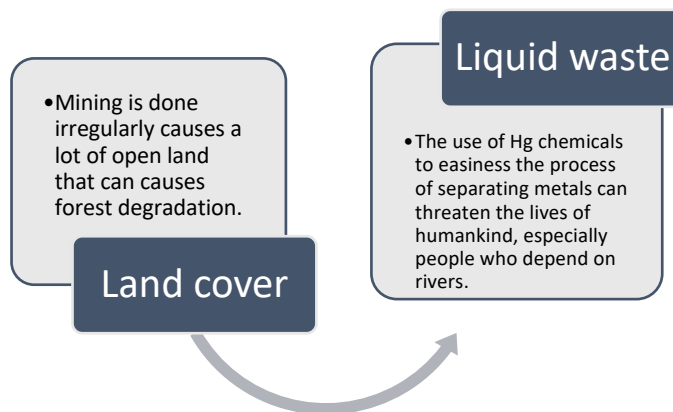 •Mining is done
irregularly causes a
lot of open land
that can causes
forest degradation.
Land cover
Liquid waste
•The use of Hg chemicals
to easiness the process
of separating metals can
threaten the lives of
humankind, especially
people who depend on
rivers.